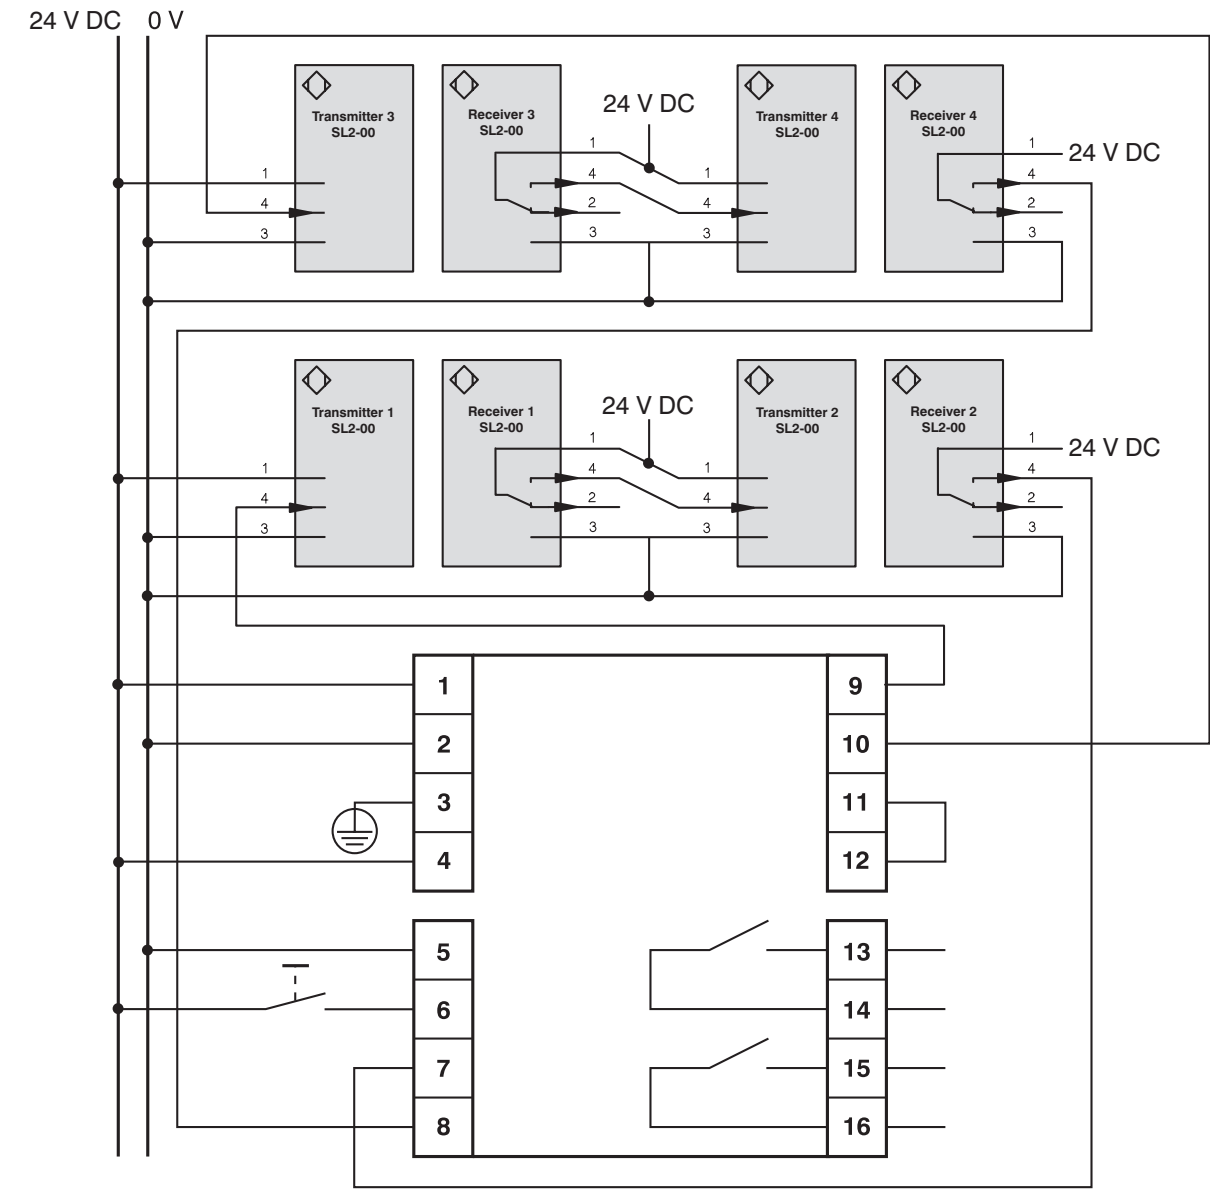 24 V DC 0 V
Transmitter 3
SL2-00
Receiver 3
SL2-00
24 V DC
Transmitter 4
SL2-00
Receiver 4
SL2-00
1 1 1 1 24 V DC
4 4 4 4
2 2
3 3 3 3
Transmitter 1
SL2-00
Receiver 1
SL2-00
24 V DC
Transmitter 2
SL2-00
Receiver 2
SL2-00
1 1 1 1 24 V DC
4 4 4 4
2 2
3 3 3 3
1 9
2 10
3 11
4 12
5 13
6 14
7 15
8 16